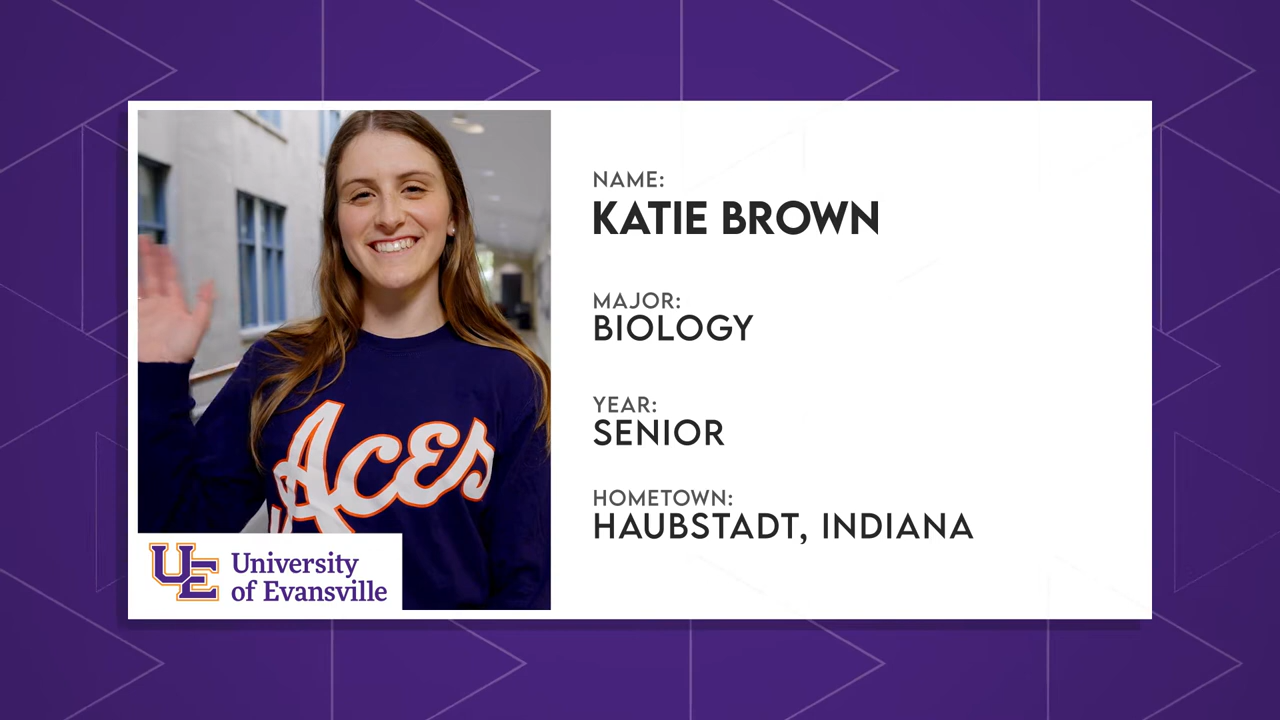 NAME:
KATIE BROWN
MAJOR:
BIOLOGY
YEAR:
SENIOR
HOMETOWN:
HAUBSTADT, INDIANA
Aces
UE
University
of Evansville